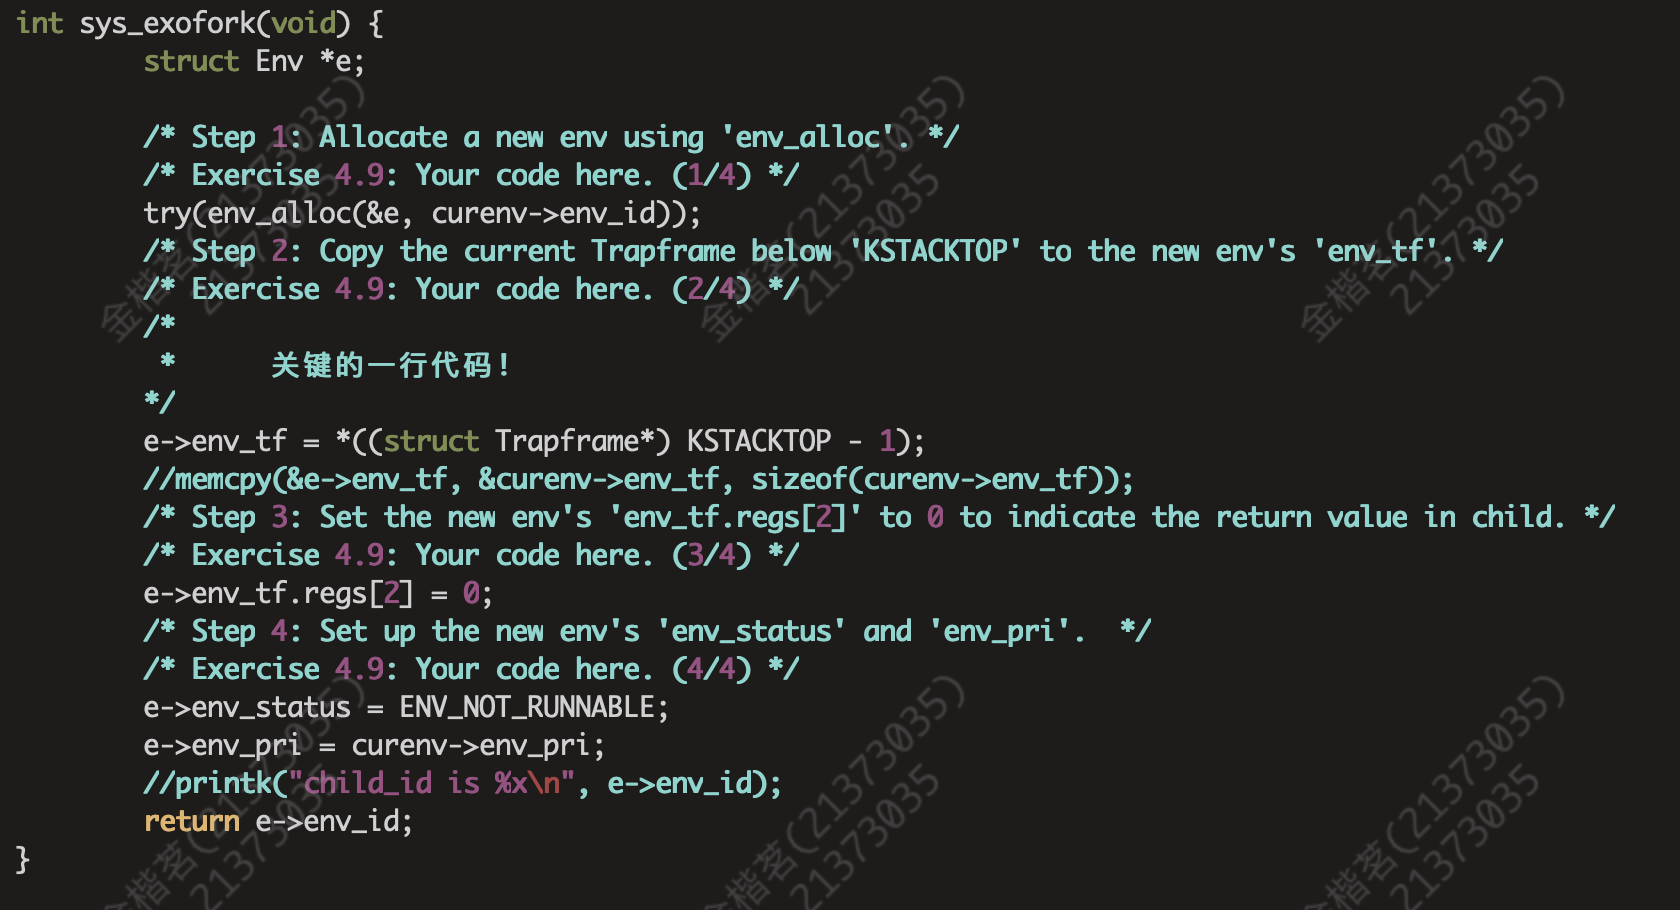 int sys_exofork(void) {
struct Env *e;
/* Step 1: Allocate a new env using 'env_alloc'. */
/* Exercise 4.9: Your code here. (1/4) */
try(env_alloc(&e, curenv->env_id));
/* Step 2: Copy the current Trapframe below 'KSTACKTOP' to the new env's 'env_tf'. */
/* Exercise 4.9: Your code here. (2/4) */
/*
*      关键的一行代码！
*/
e->env_tf = *((struct Trapframe*) KSTACKTOP - 1);
//memcpy(&e->env_tf, &curenv->env_tf, sizeof(curenv->env_tf));
/* Step 3: Set the new env's 'env_tf.regs[2]' to 0 to indicate the return value in child. */
/* Exercise 4.9: Your code here. (3/4) */
e->env_tf.regs[2] = 0;
/* Step 4: Set up the new env's 'env_status' and 'env_pri'.  */
/* Exercise 4.9: Your code here. (4/4) */
e->env_status = ENV_NOT_RUNNABLE;
e->env_pri = curenv->env_pri;
//printk("child_id is %x\n", e->env_id);
return e->env_id;
}
金楷茗(21373035)
21373035
金楷茗(21373035)
21373035
金楷茗(21373035)
21373035
金楷茗(21373035)
21373035
金楷茗(21373035)
21373035
金楷茗(21373035)
21373035